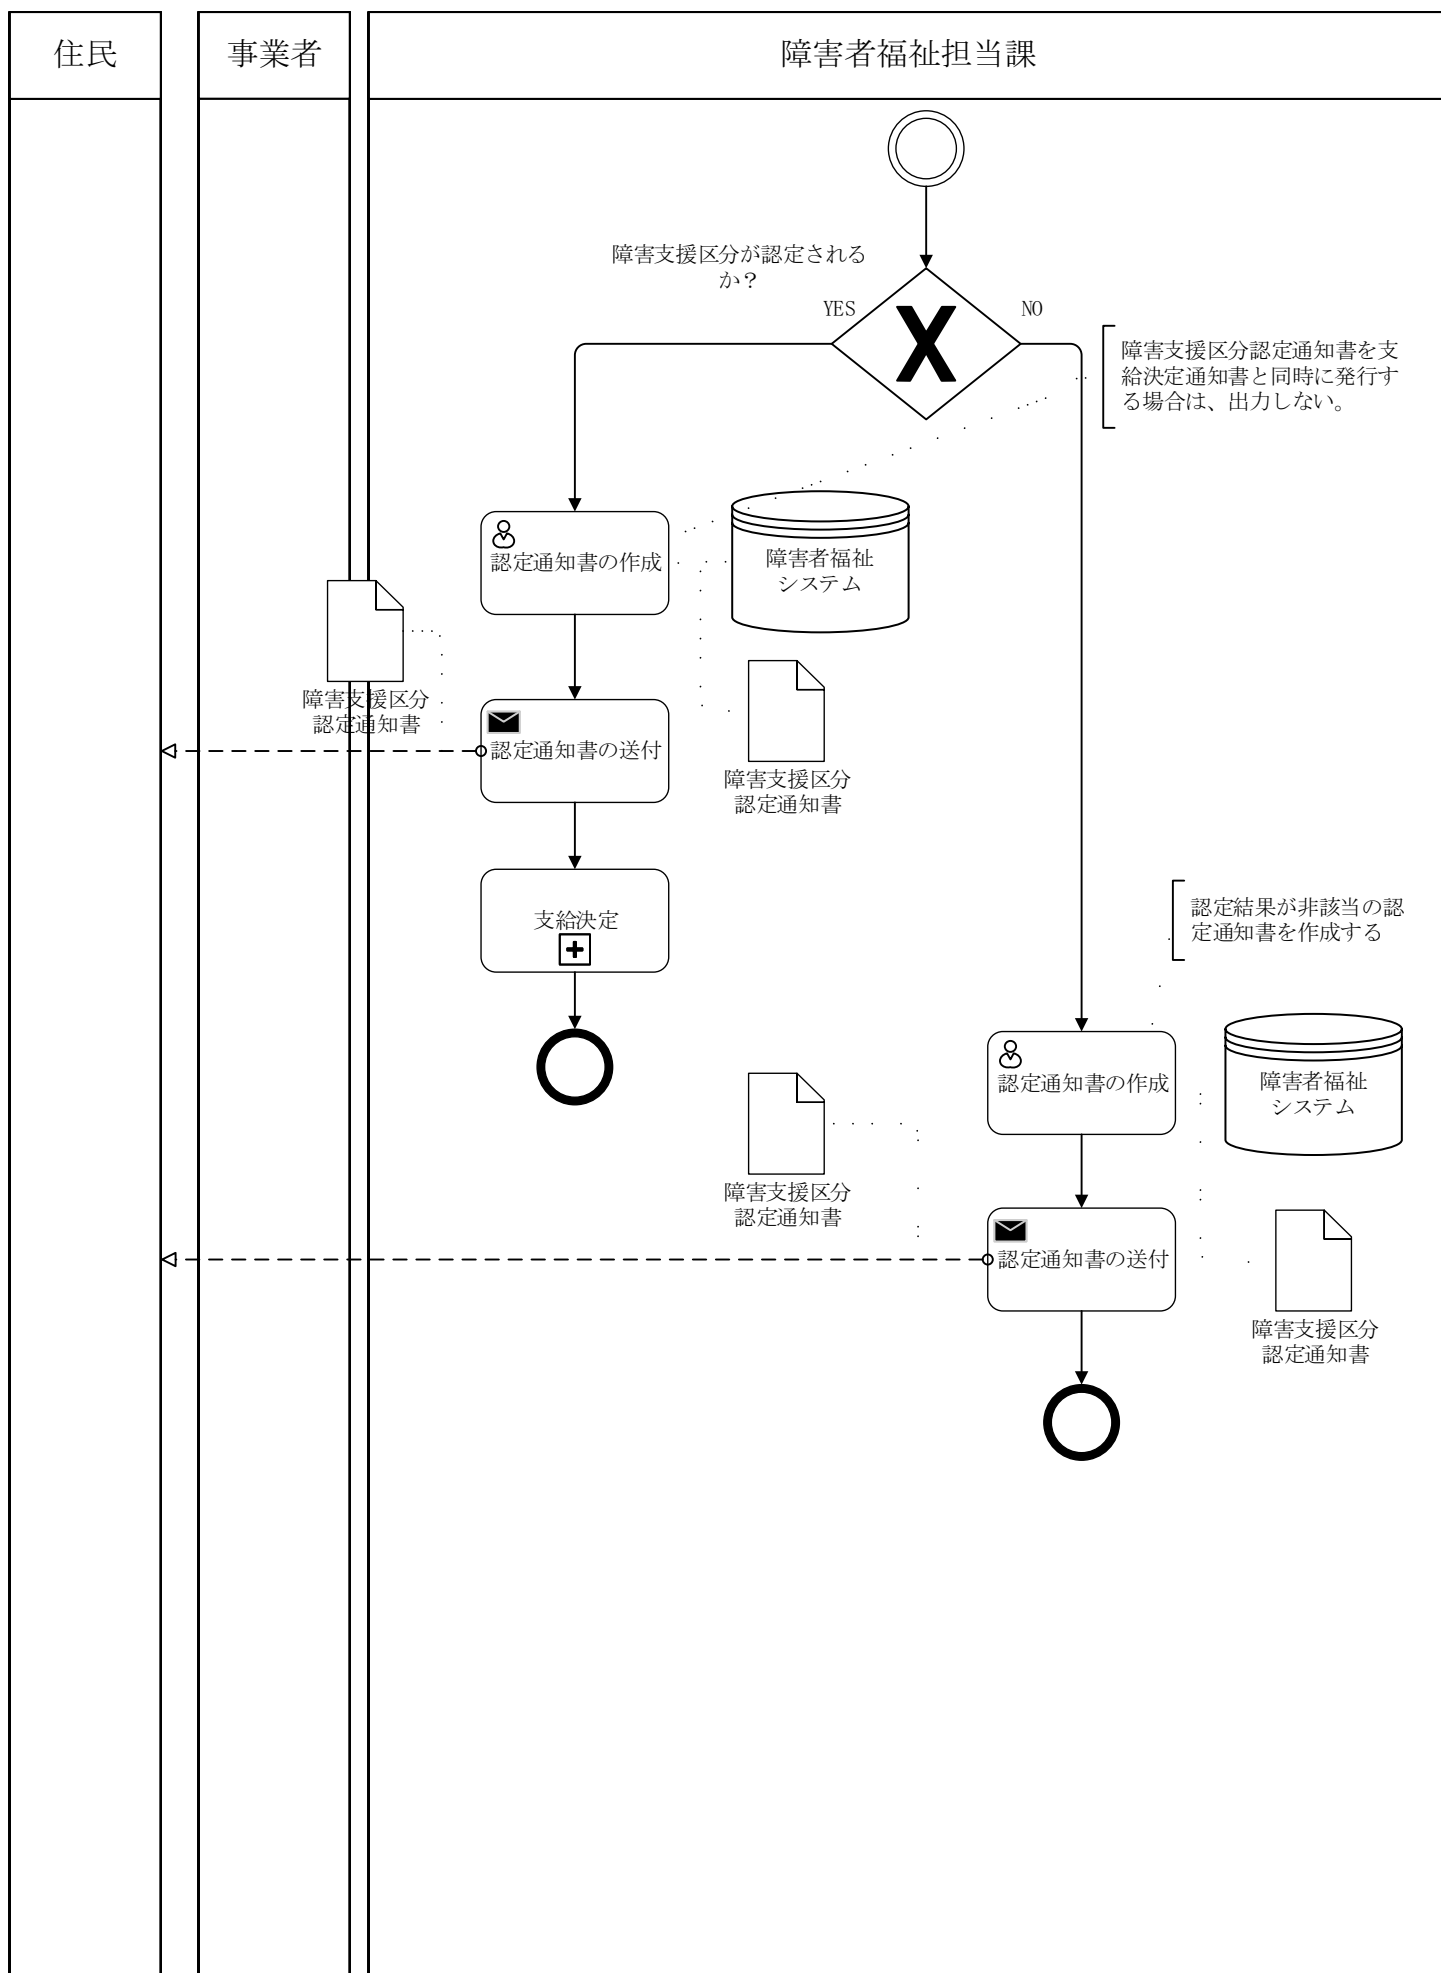 住民
事業者
障害者福祉担当課
障害支援区分が認定される
か？
YES
NO
障害支援区分認定通知書を支
給決定通知書と同時に発行す
る場合は、出力しない。
認定通知書の作成
障害者福祉
システム
障害支援区分
認定通知書
認定通知書の送付
障害支援区分
認定通知書
支給決定
認定結果が非該当の認
定通知書を作成する
認定通知書の作成
障害者福祉
システム
障害支援区分
認定通知書
認定通知書の送付
障害支援区分
認定通知書